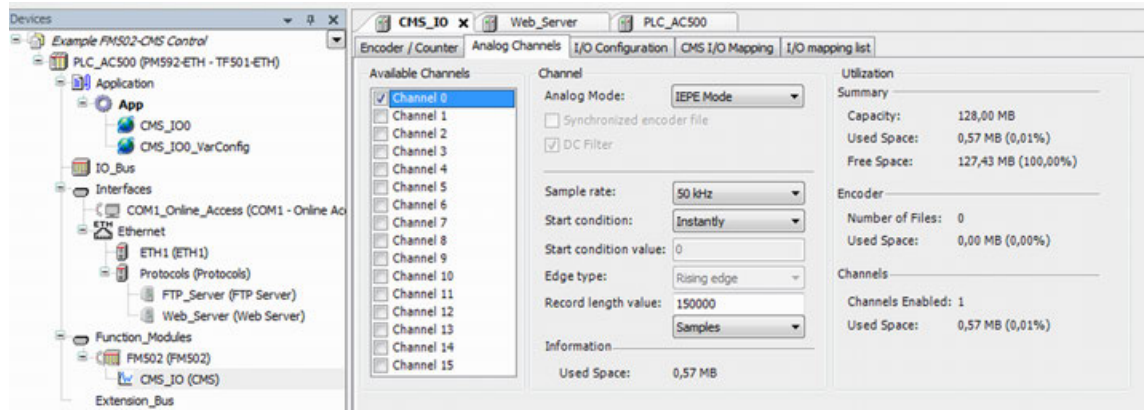 Devices
Example FM502-CMS Control
PLC_AC500 (PM592-ETH - TF501-ETH)
Application
App
CMS_IO0
CMS_IO0_VarConfig
IO_Bus
Interfaces
COM1_Online_Access (COM1 - Online Ac
Ethernet
ETH1 (ETH1)
Protocols (Protocols)
FTP_Server (FTP Server)
Web_Server (Web Server)
Function_Modules
FM502 (FM502)
CMS_IO (CMS)
Extension_Bus
CMS_IO Web_Server PLC_AC500
Encoder / Counter Analog Channels I/O Configuration CMS I/O Mapping I/O mapping list
Available Channels
Channel 0
Channel 1
Channel 2
Channel 3
Channel 4
Channel 5
Channel 6
Channel 7
Channel 8
Channel 9
Channel 10
Channel 11
Channel 12
Channel 13
Channel 14
Channel 15
Channel
Analog Mode: IEPE Mode
Synchronized encoder file
DC Filter
Sample rate: 50 kHz
Start condition: Instantly
Start condition value: 0
Edge type: Rising edge
Record length value: 150000
Samples
Information
Used Space: 0,57 MB
Utilization
Summary
Capacity: 128,00 MB
Used Space: 0,57 MB (0,01%)
Free Space: 127,43 MB (100,00%)
Encoder
Number of Files: 0
Used Space: 0,00 MB (0,00%)
Channels
Channels Enabled: 1
Used Space: 0,57 MB (0,01%)